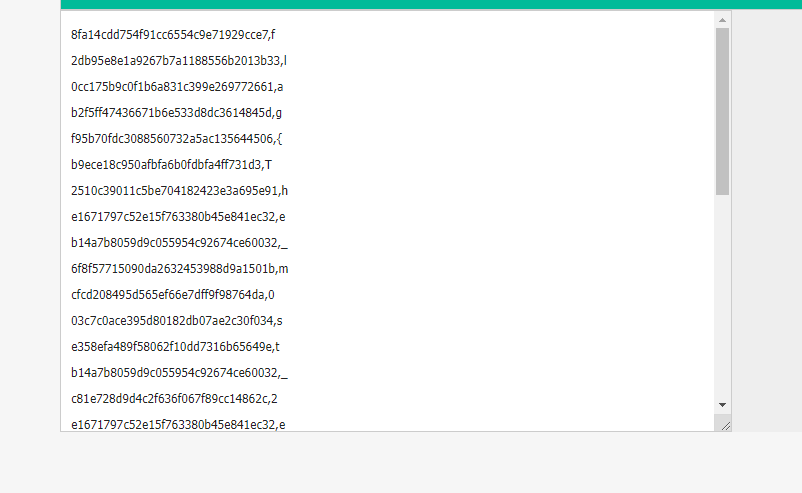 8fa14cdd754f91cc6554c9e71929cce7,f
2db95e8e1a9267b7a1188556b2013b33,l
0cc175b9c0f1b6a831c399e269772661,a
b2f5ff47436671b6e533d8dc3614845d,g
f95b70fdc3088560732a5ac135644506,{
b9ece18c950afbfa6b0fdbfa4ff731d3,T
2510c39011c5be704182423e3a695e91,h
e1671797c52e15f763380b45e841ec32,e
b14a7b8059d9c055954c92674ce60032,_
6f8f57715090da2632453988d9a1501b,m
cfcd208495d565ef66e7dff9f98764da,0
03c7c0ace395d80182db07ae2c30f034,s
e358efa489f58062f10dd7316b65649e,t
b14a7b8059d9c055954c92674ce60032,_
c81e728d9d4c2f636f067f89cc14862c,2
e1671797c52e15f763380b45e841ec32,e